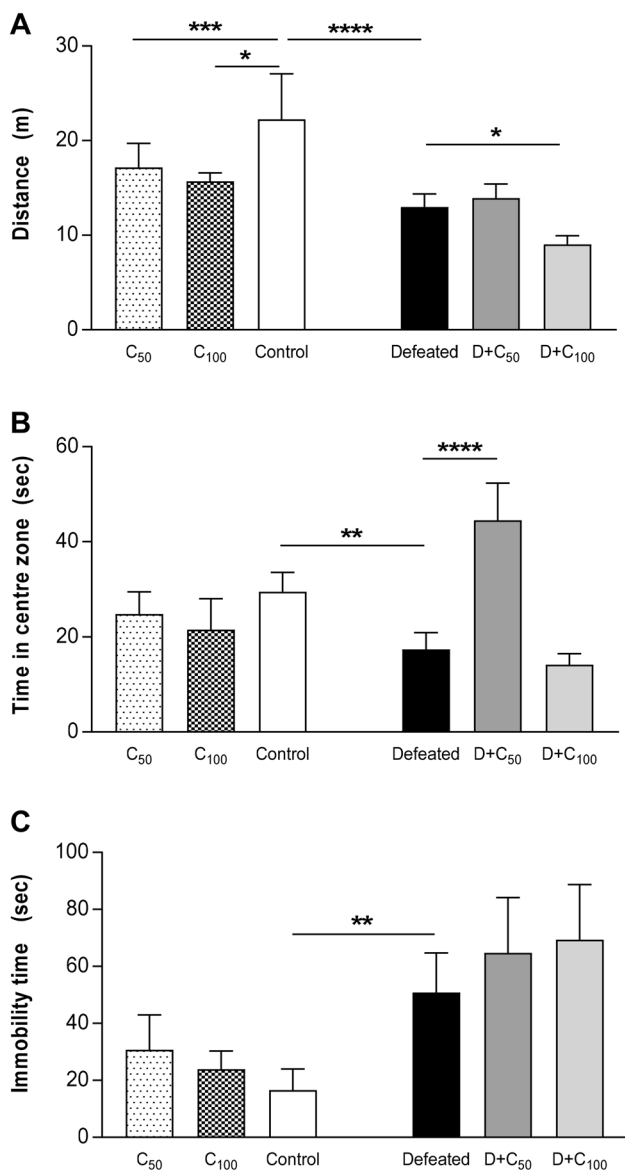 A
***
****
*
*
Distance (m)
30
20
10
0
C₅₀ C₁₀₀ Control Defeated D+C₅₀ D+C₁₀₀
B
****
**
Time in centre zone (sec)
60
40
20
0
C₅₀ C₁₀₀ Control Defeated D+C₅₀ D+C₁₀₀
C
**
Immobility time (sec)
100
80
60
40
20
0
C₅₀ C₁₀₀ Control Defeated D+C₅₀ D+C₁₀₀